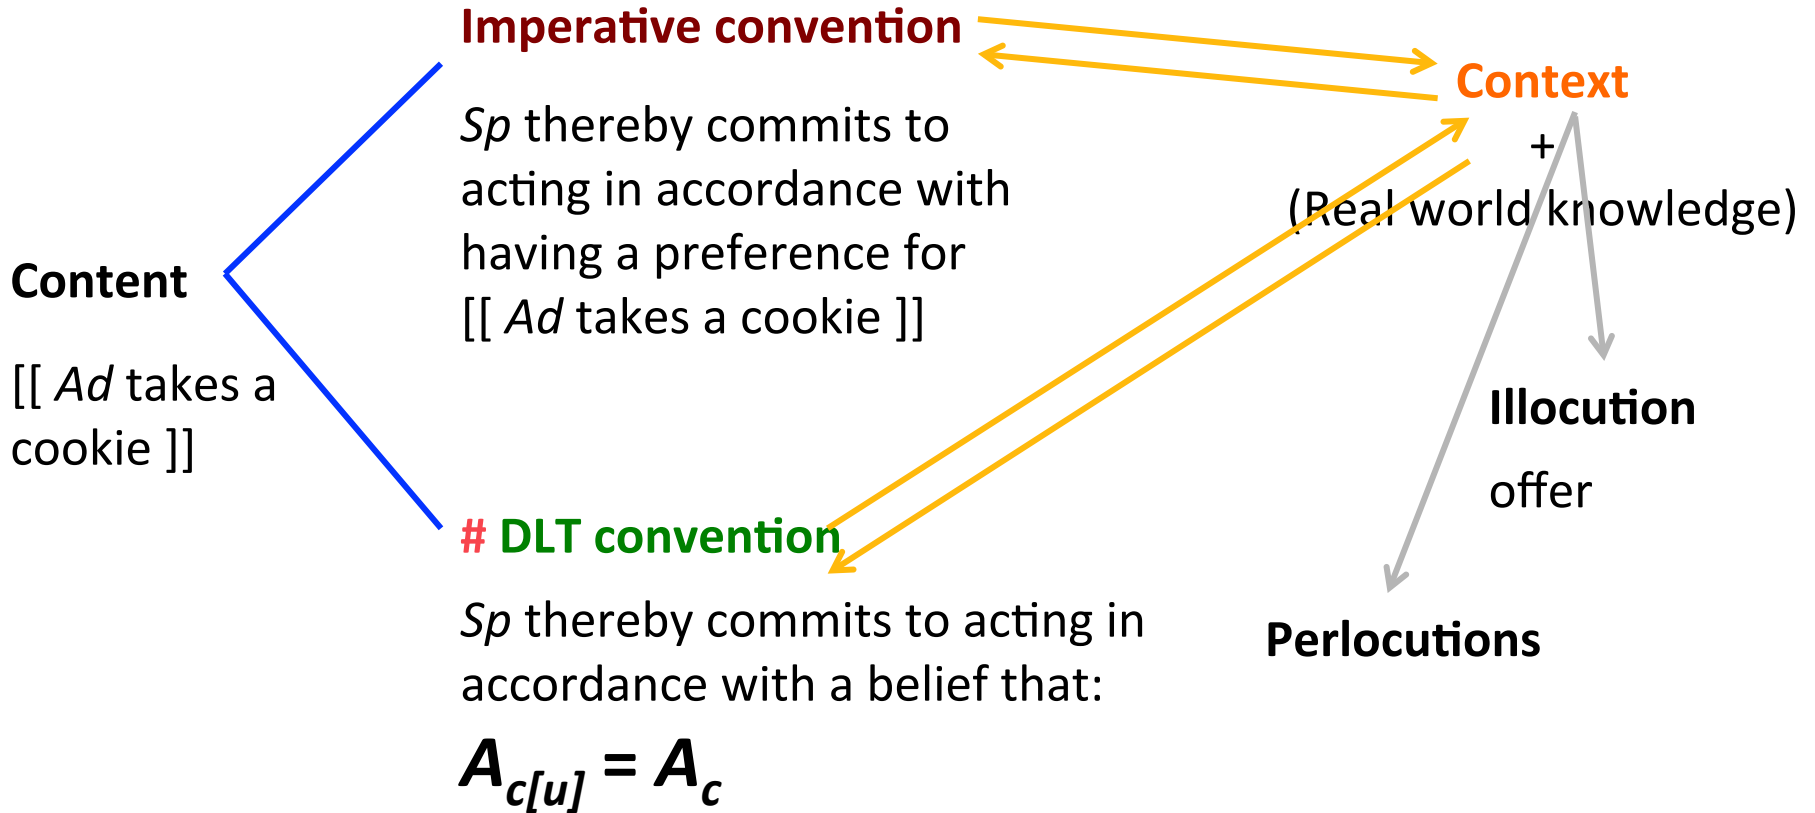 Imperative convention
Sp thereby commits to
acting in accordance with
having a preference for
[[ Ad takes a cookie ]]
Content
[[ Ad takes a
cookie ]]
# DLT convention
Sp thereby commits to acting in
accordance with a belief that:
A_c[u] = A_c
Context
+
(Real world knowledge)
Illocution
offer
Perlocutions